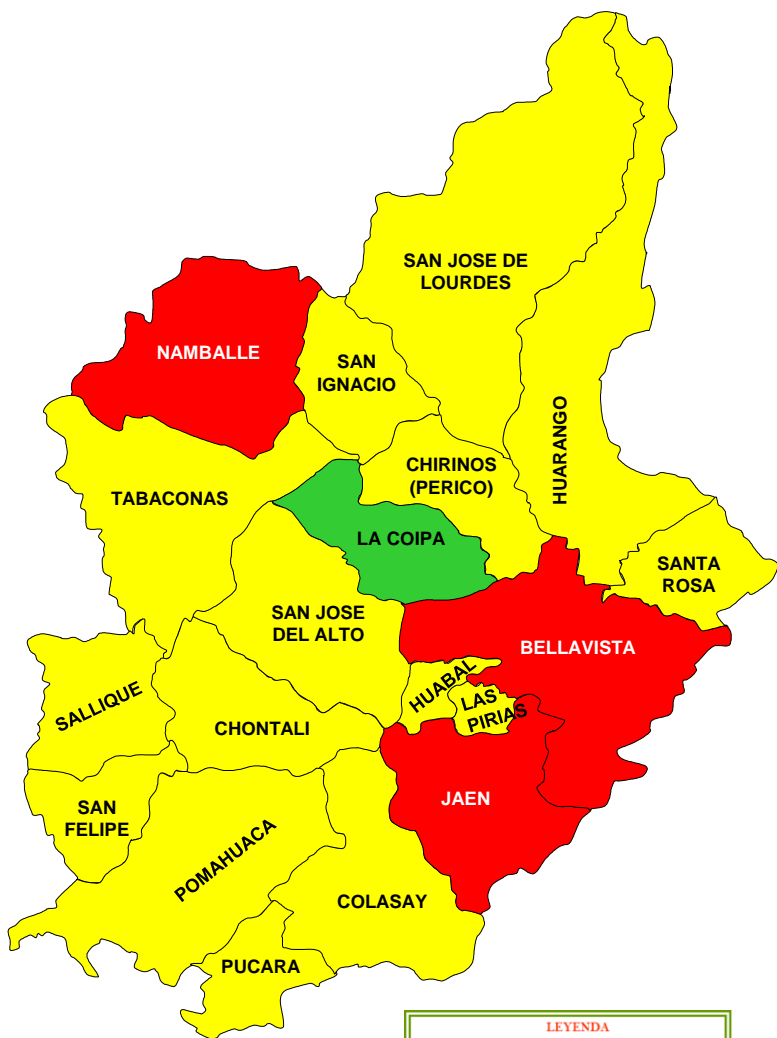 SAN JOSE DE
LOURDES
NAMBALLE
SAN
IGNACIO
HUARANGO
CHIRINOS
(PERICO)
TABACONAS
LA COIPA
SANTA
ROSA
SAN JOSE
DEL ALTO
BELLAVISTA
HUABAL
LAS
PIRIAS
SALLIQUE
CHONTALI
JAEN
SAN
FELIPE
POMAHUACA
COLASAY
PUCARA
LEYENDA